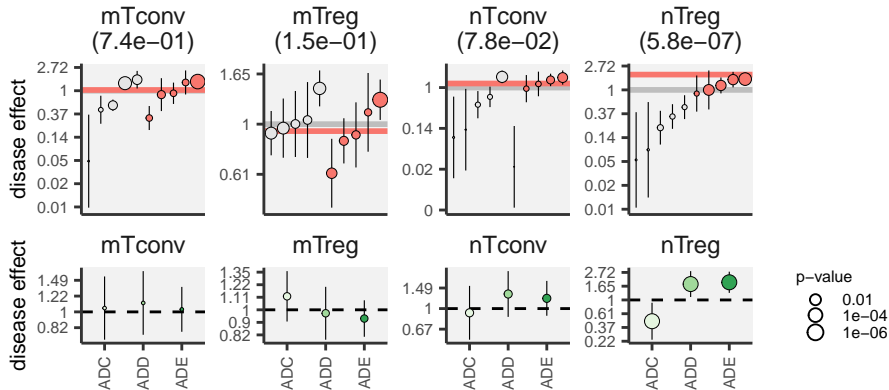 mTconv
(7.4e−01)
mTreg
(1.5e−01)
nTconv
(7.8e−02)
nTreg
(5.8e−07)
disase effect
2.72
1
0.37
0.14
0.05
0.02
0.01
1.65
1
0.61
1
0.14
0.02
0
2.72
1
0.37
0.14
0.05
0.02
0.01
mTconv
mTreg
nTconv
nTreg
disease effect
1.49
1.22
1
0.82
1.35
1.22
1.11
1
0.9
0.82
1.49
1
0.67
2.72
1.65
1
0.61
0.37
0.22
ADC
ADD
ADE
ADC
ADD
ADE
ADC
ADD
ADE
ADC
ADD
ADE
p−value
0.01
1e−04
1e−06